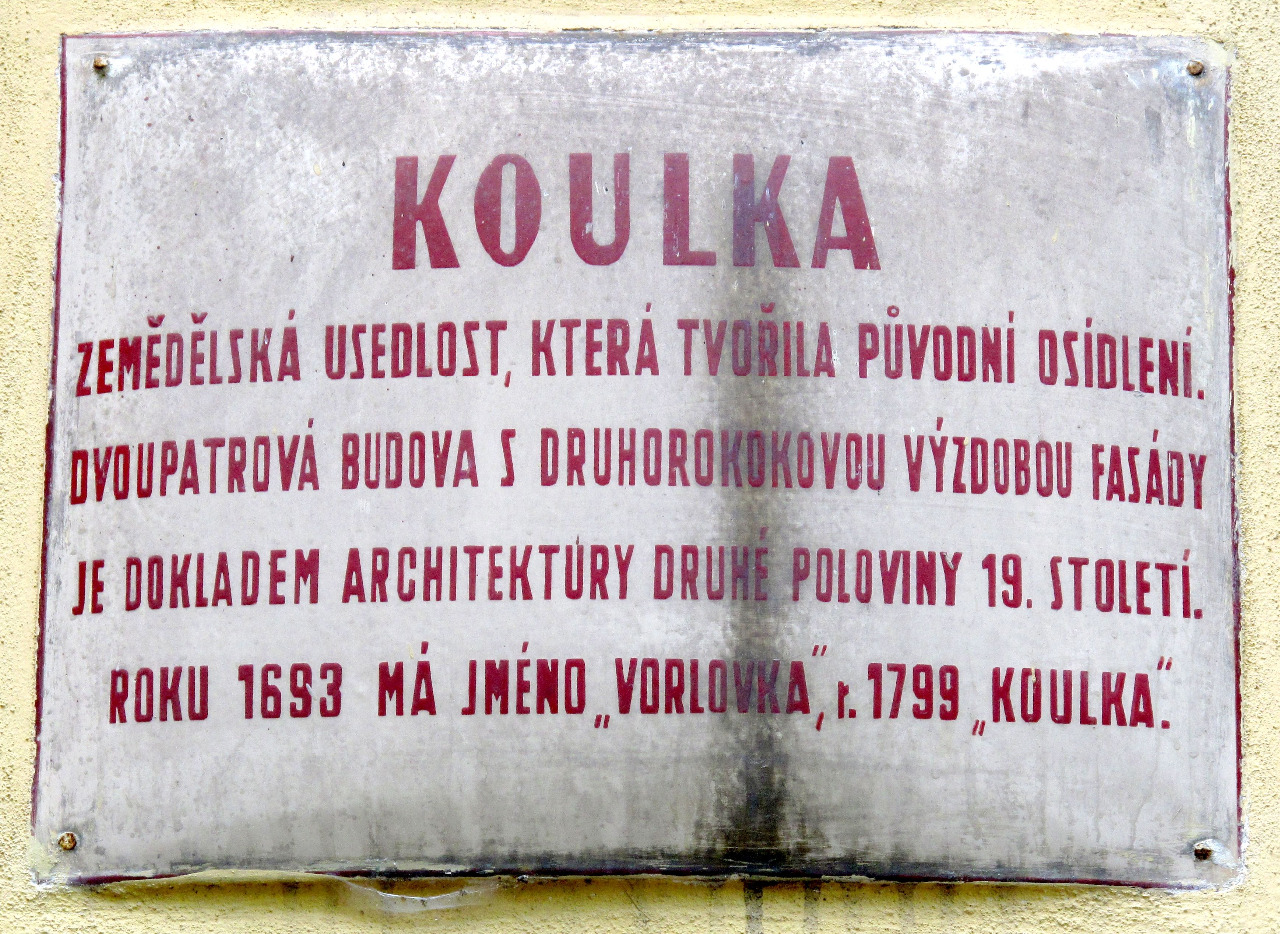 KOULKA
ZEMĚDĚLSKÁ USEDLOST, KTERÁ TVOŘILA PŮVODNÍ OSÍDLENÍ.
DVOUPATROVÁ BUDOVA S DRUHOROKOKOVOU VÝZDOBOU FASÁDY
JE DOKLADEM ARCHITEKTÚRY DRUHÉ POLOVINY 19. STOLETÍ.
ROKU 1693 MÁ JMÉNO „VORLOVKA“, r. 1799 „KOULKA“.